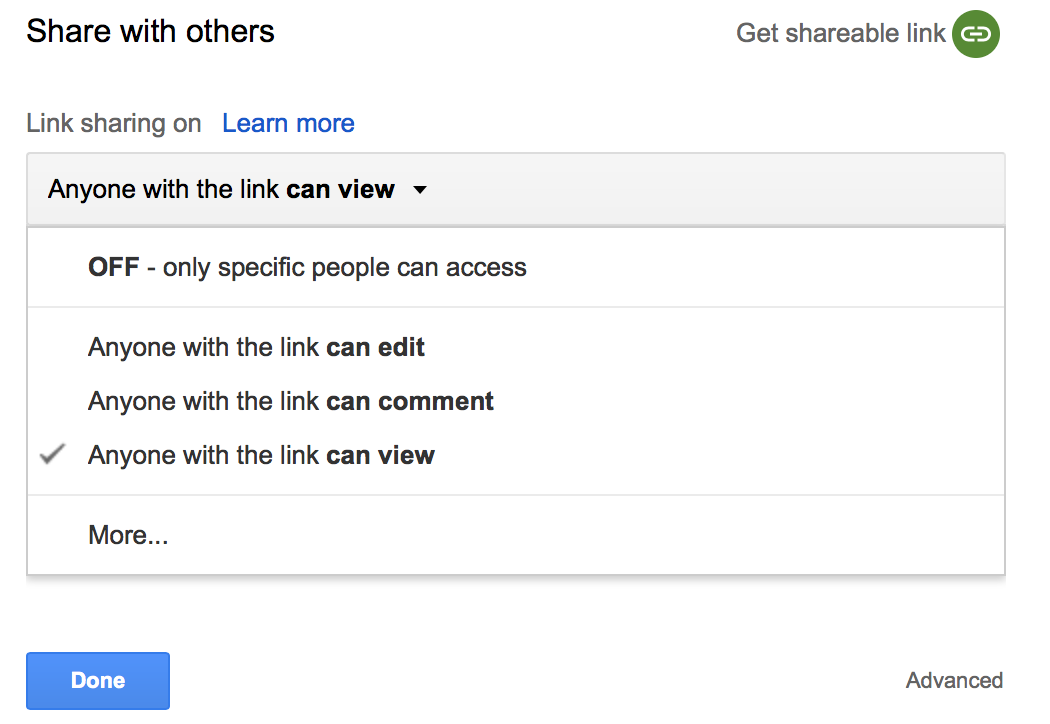 Share with others
Get shareable link
Link sharing on Learn more
Anyone with the link can view
OFF - only specific people can access
Anyone with the link can edit
Anyone with the link can comment
Anyone with the link can view
More...
Done
Advanced